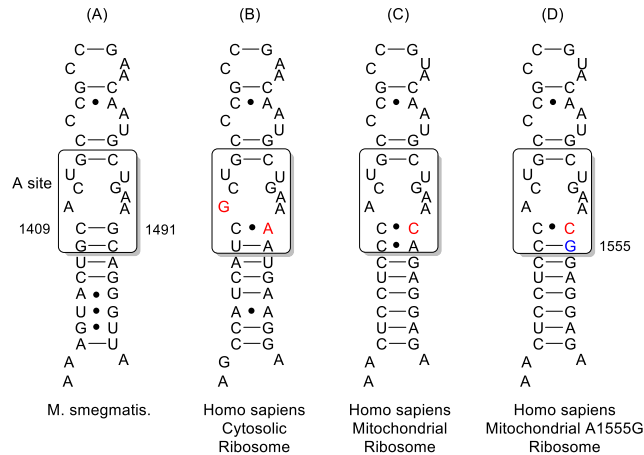 (A) (B) (C) (D)
C G C G C G C G
A A U U
C A C A C A C A
G C G C G C G C
C • A C • A C • A C • A
A A A A
C U C U C U C U
C G C G C G C G
G C G C G C G C
A site U U U U U U U U
C G A C G A C G A C G A
A A G A A A A A
1409 C G 1491 C • A C • C C • C
G C U A C • A C G 1555
U A A U C G C G
C G C G U A U A
A • G U A C G C G
U • G A • A C G C G
G • U C G U A U A
A U C G C G C G
A A G A A A A A
A A A A
M. smegmatis. Homo sapiens Homo sapiens Homo sapiens
Cytosolic Mitochondrial Mitochondrial A1555G
Ribosome Ribosome Ribosome